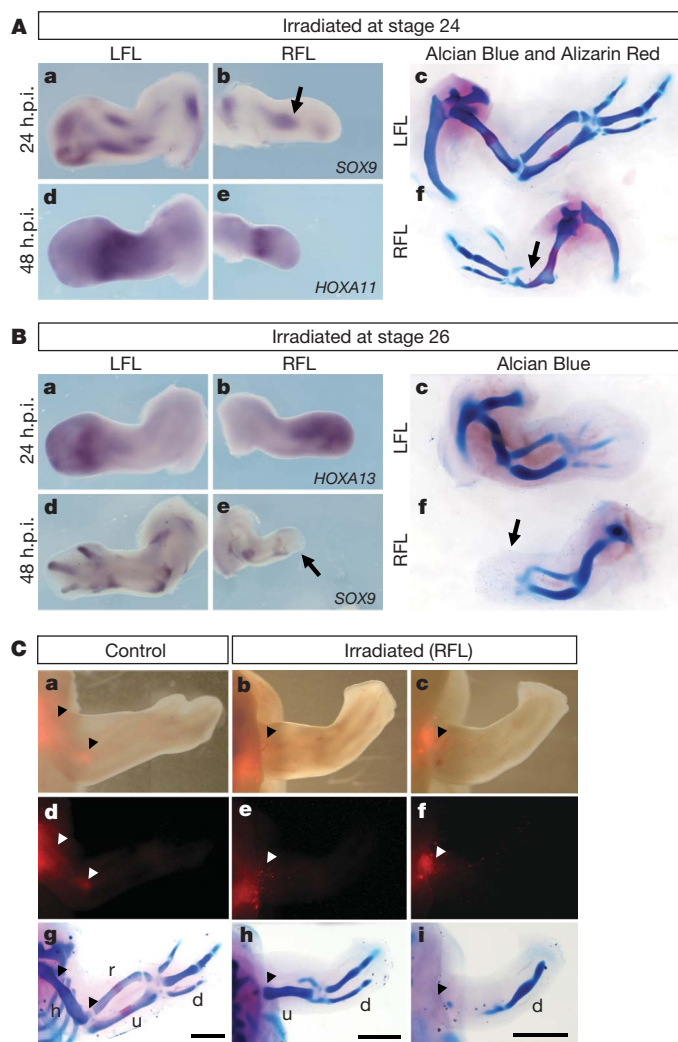 A Irradiated at stage 24
LFL RFL Alcian Blue and Alizarin Red
a b c
24 h.p.i. SOX9 LFL
d e f
48 h.p.i. HOXA11 RFL
B Irradiated at stage 26
LFL RFL Alcian Blue
a b c
24 h.p.i. HOXA13 LFL
d e f
48 h.p.i. SOX9 RFL
C Control Irradiated (RFL)
a b c
d e f
g h i
r
h u d u d d